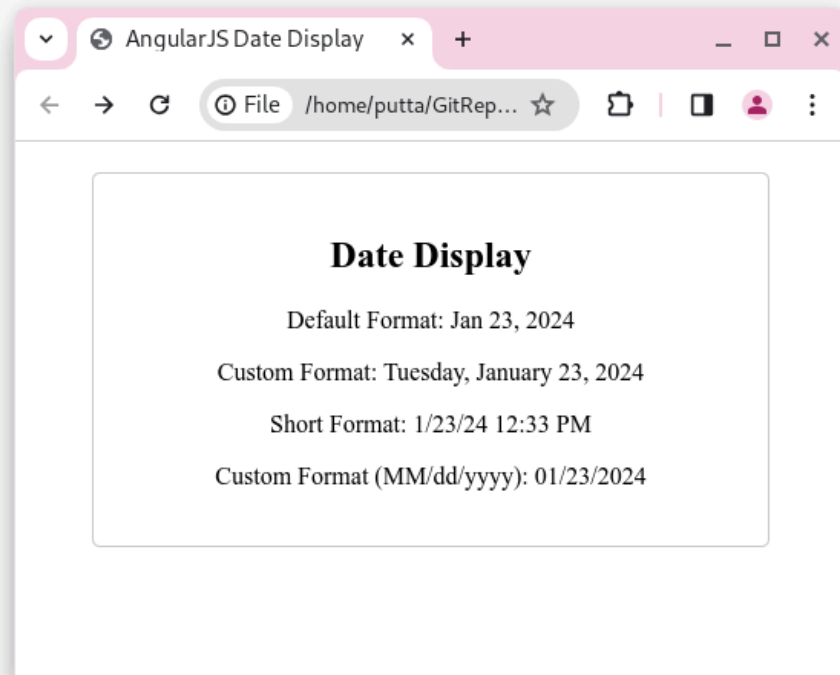 AngularJS Date Display
File /home/putta/GitRep...
Date Display
Default Format: Jan 23, 2024
Custom Format: Tuesday, January 23, 2024
Short Format: 1/23/24 12:33 PM
Custom Format (MM/dd/yyyy): 01/23/2024